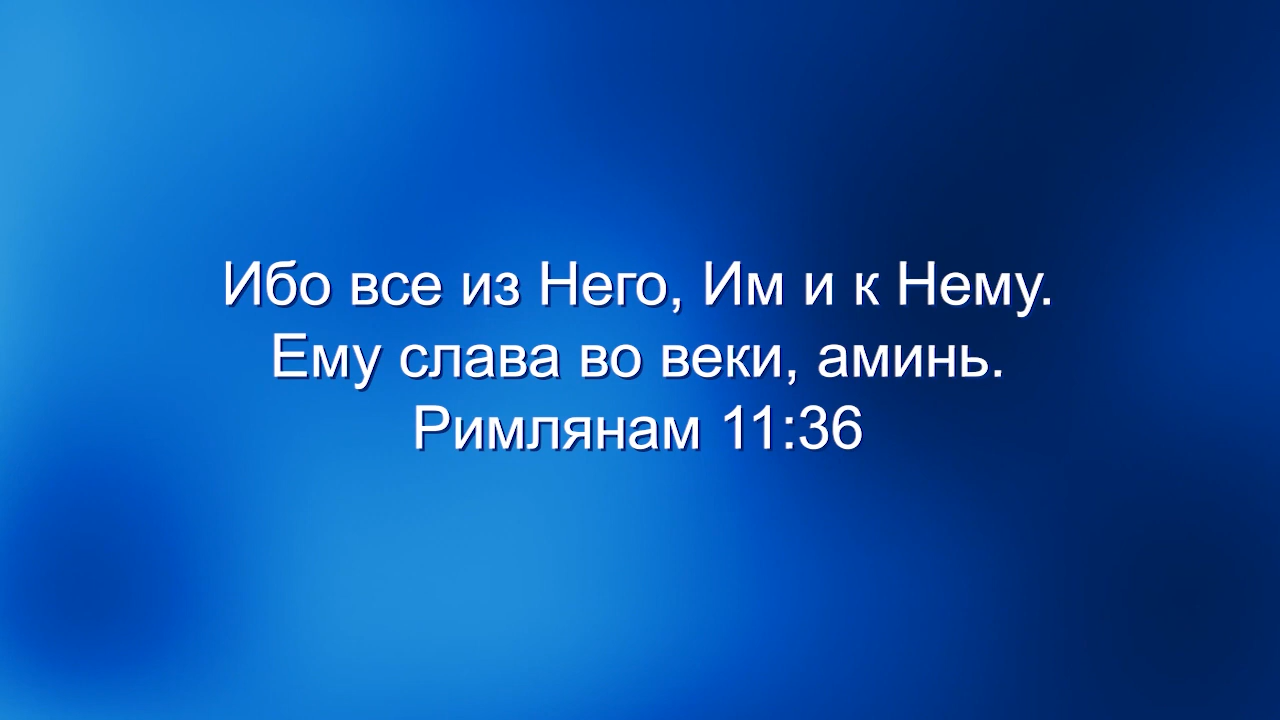 Ибо все из Него, Им и к Нему.
Ему слава во веки, аминь.
Римлянам 11:36